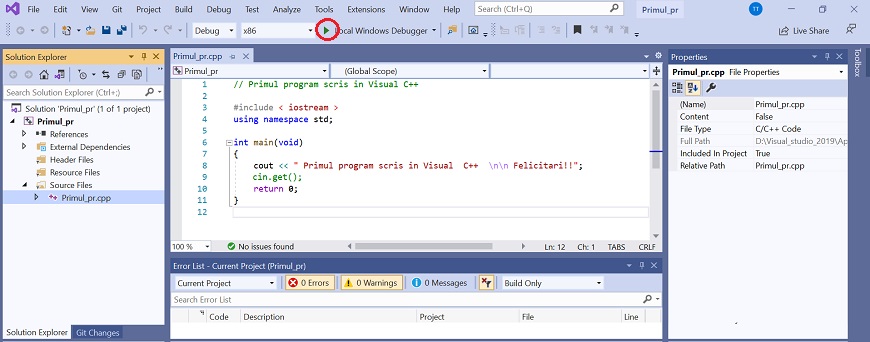 File Edit View Git Project Build Debug Test Analyze Tools Extensions Window Help Search (Ctrl+Q) Primul_pr TT
Debug x86 Local Windows Debugger Live Share
Solution Explorer
Search Solution Explorer (Ctrl+;)
Solution 'Primul_pr' (1 of 1 project)
Primul_pr
References
External Dependencies
Header Files
Resource Files
Source Files
Primul_pr.cpp
Solution Explorer Git Changes
Primul_pr.cpp
Primul_pr (Global Scope)
1 // Primul program scris in Visual C++
2
3 #include < iostream >
4 using namespace std;
5
6 int main(void)
7 {
8 cout << " Primul program scris in Visual  C++  \n\n Felicitari!!";
9 cin.get();
10 return 0;
11 }
12
100 % No issues found Ln: 12 Ch: 1 TABS CRLF
Error List - Current Project (Primul_pr)
Current Project 0 Errors 0 Warnings 0 Messages Build Only
Search Error List
Code Description Project File Line
Properties
Primul_pr.cpp File Properties
(Name) Primul_pr.cpp
Content False
File Type C/C++ Code
Full Path D:\Visual_studio_2019\Ap
Included In Project True
Relative Path Primul_pr.cpp
Toolbox